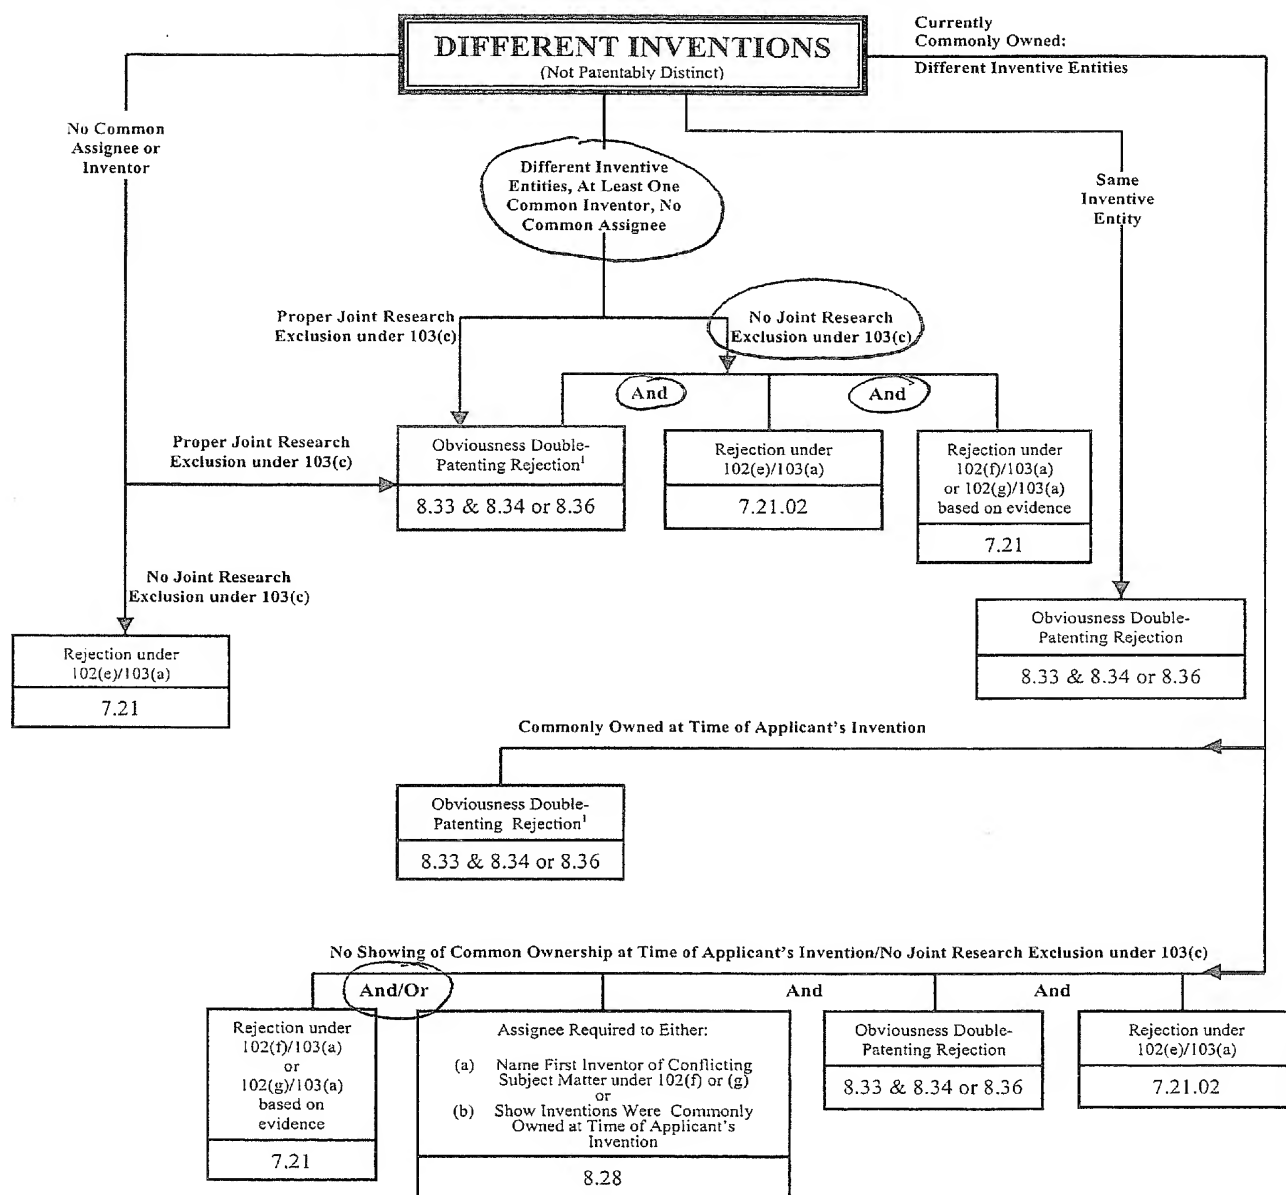 DIFFERENT INVENTIONS
(Not Patentably Distinct)
Currently
Commonly Owned:
Different Inventive Entities
No Common
Assignee or
Inventor
Different Inventive
Entities, At Least One
Common Inventor, No
Common Assignee
Same
Inventive
Entity
Proper Joint Research
Exclusion under 103(c)
No Joint Research
Exclusion under 103(c)
And
And
Proper Joint Research
Exclusion under 103(c)
Obviousness Double-
Patenting Rejection¹
8.33 & 8.34 or 8.36
Rejection under
102(e)/103(a)
7.21.02
Rejection under
102(f)/103(a)
or 102(g)/103(a)
based on evidence
7.21
No Joint Research
Exclusion under 103(c)
Rejection under
102(e)/103(a)
7.21
Obviousness Double-
Patenting Rejection
8.33 & 8.34 or 8.36
Commonly Owned at Time of Applicant's Invention
Obviousness Double-
Patenting Rejection¹
8.33 & 8.34 or 8.36
No Showing of Common Ownership at Time of Applicant's Invention/No Joint Research Exclusion under 103(c)
And/Or
And
And
Rejection under
102(f)/103(a)
or
102(g)/103(a)
based on
evidence
7.21
Assignee Required to Either:
(a) Name First Inventor of Conflicting
Subject Matter under 102(f) or (g)
or
(b) Show Inventions Were Commonly
Owned at Time of Applicant's
Invention
8.28
Obviousness Double-
Patenting Rejection
8.33 & 8.34 or 8.36
Rejection under
102(e)/103(a)
7.21.02